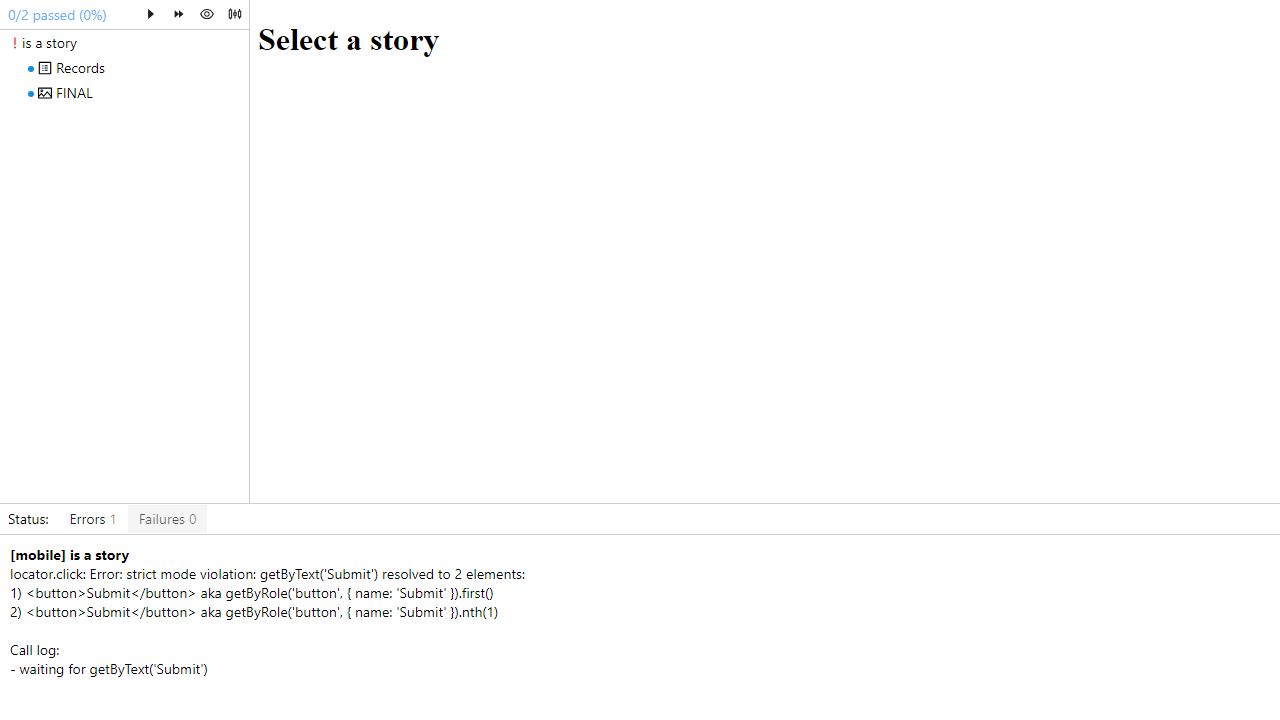 0/2 passed (0%)
! is a story
Records
FINAL
Select a story
Status: Errors 1 Failures 0
[mobile] is a story
locator.click: Error: strict mode violation: getByText('Submit') resolved to 2 elements:
1) <button>Submit</button> aka getByRole('button', { name: 'Submit' }).first()
2) <button>Submit</button> aka getByRole('button', { name: 'Submit' }).nth(1)
Call log:
- waiting for getByText('Submit')